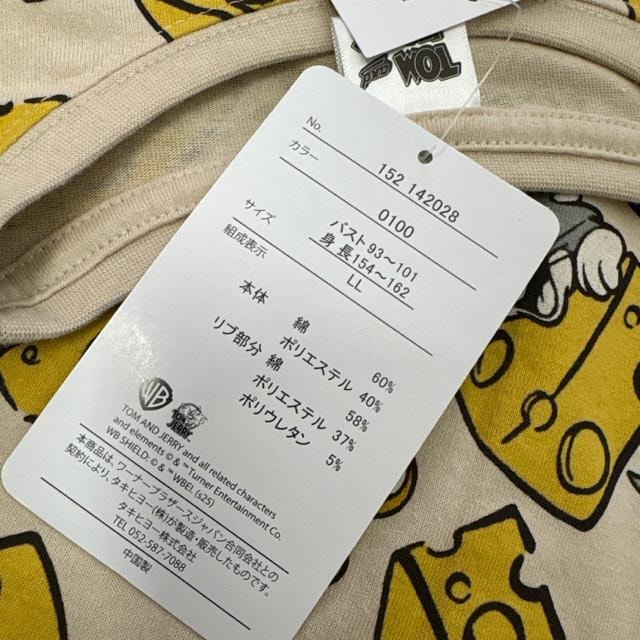 TOM
No. 152 142028
カラー 0100
サイズ バスト93～101
身長154～162
LL
組成表示
本体 綿 60%
ポリエステル 40%
リブ部分 綿 58%
ポリエステル 37%
ポリウレタン 5%
WB
TOM AND JERRY and all related characters
and elements © & ™ Turner Entertainment Co.
WB SHIELD: © & ™ WBEI. (s25)
本商品は、ワーナーブラザースジャパン合同会社との
契約により、タキヒヨー(株)が製造・販売したものです。
タキヒヨー株式会社
TEL052.587.7088
中国製